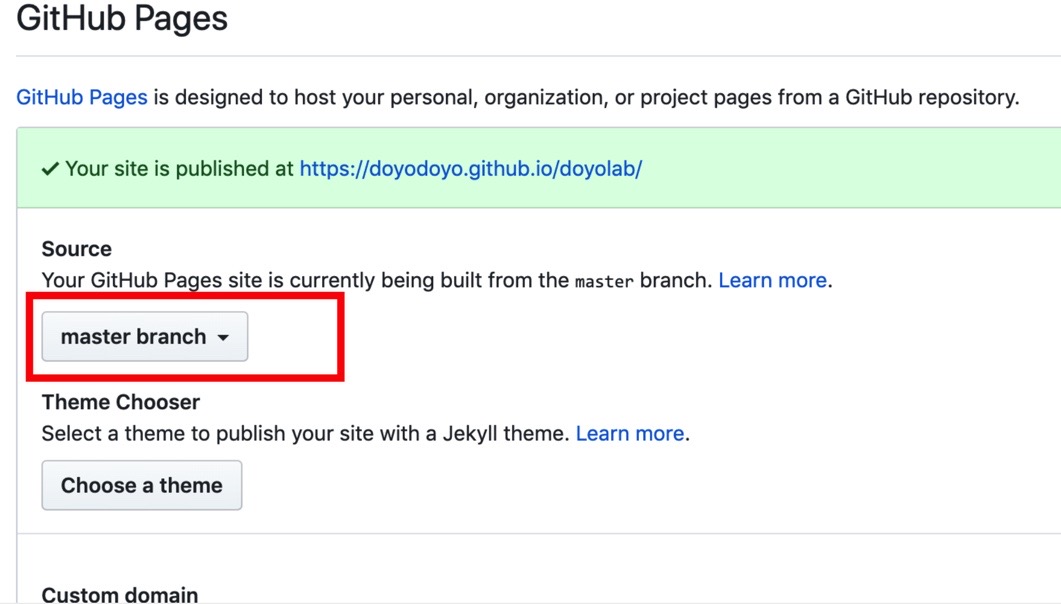 GitHub Pages
GitHub Pages is designed to host your personal, organization, or project pages from a GitHub repository.
✓ Your site is published at https://doyodoyo.github.io/doyolab/
Source
Your GitHub Pages site is currently being built from the master branch. Learn more.
master branch
Theme Chooser
Select a theme to publish your site with a Jekyll theme. Learn more.
Choose a theme
Custom domain